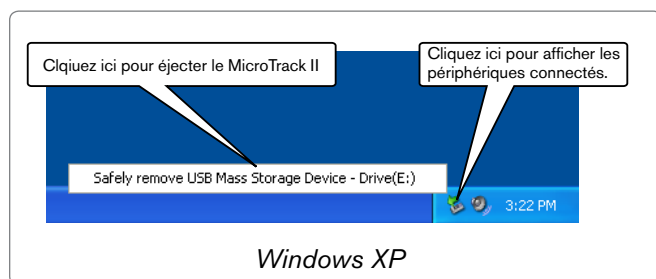 Clqiuez ici pour éjecter le MicroTrack II
Cliquez ici pour afficher les
périphériques connectés.
Safely remove USB Mass Storage Device - Drive(E:)
3:22 PM
Windows XP